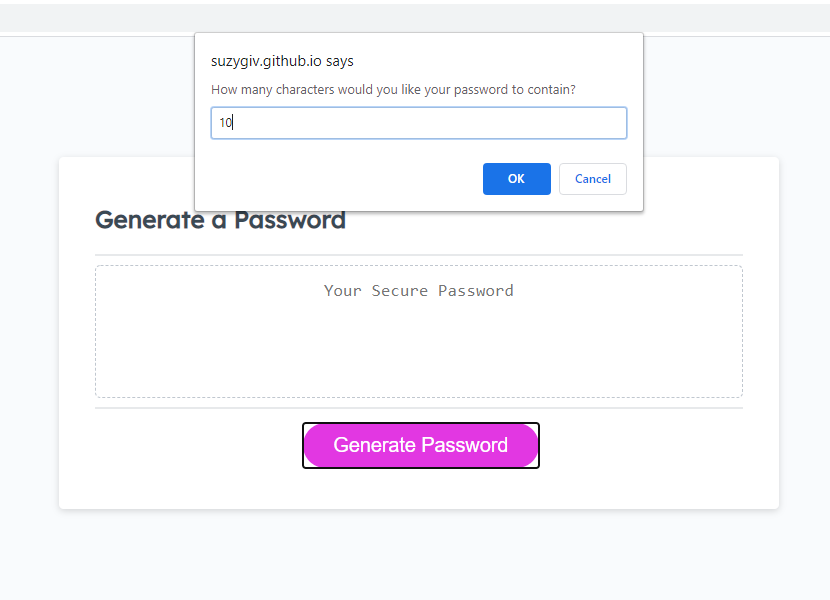 suzygiv.github.io says
How many characters would you like your password to contain?
10
OK Cancel
Generate a Password
Your Secure Password
Generate Password